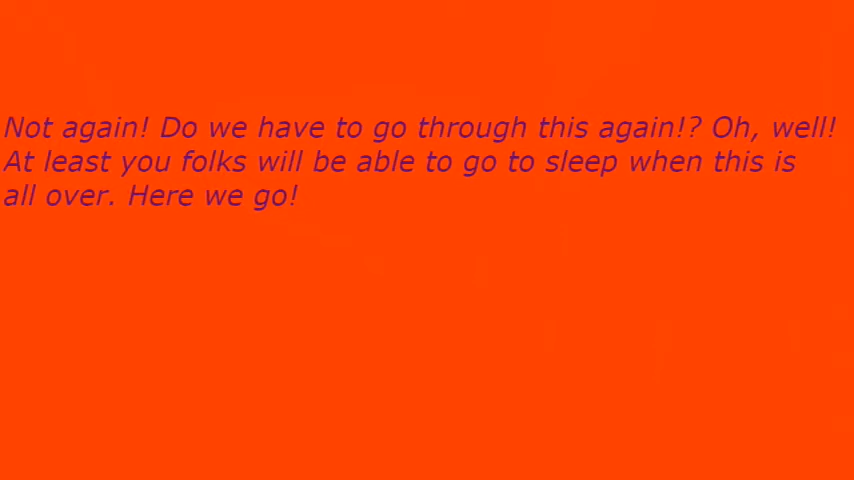 Not again! Do we have to go through this again!? Oh, well!
At least you folks will be able to go to sleep when this is
all over. Here we go!